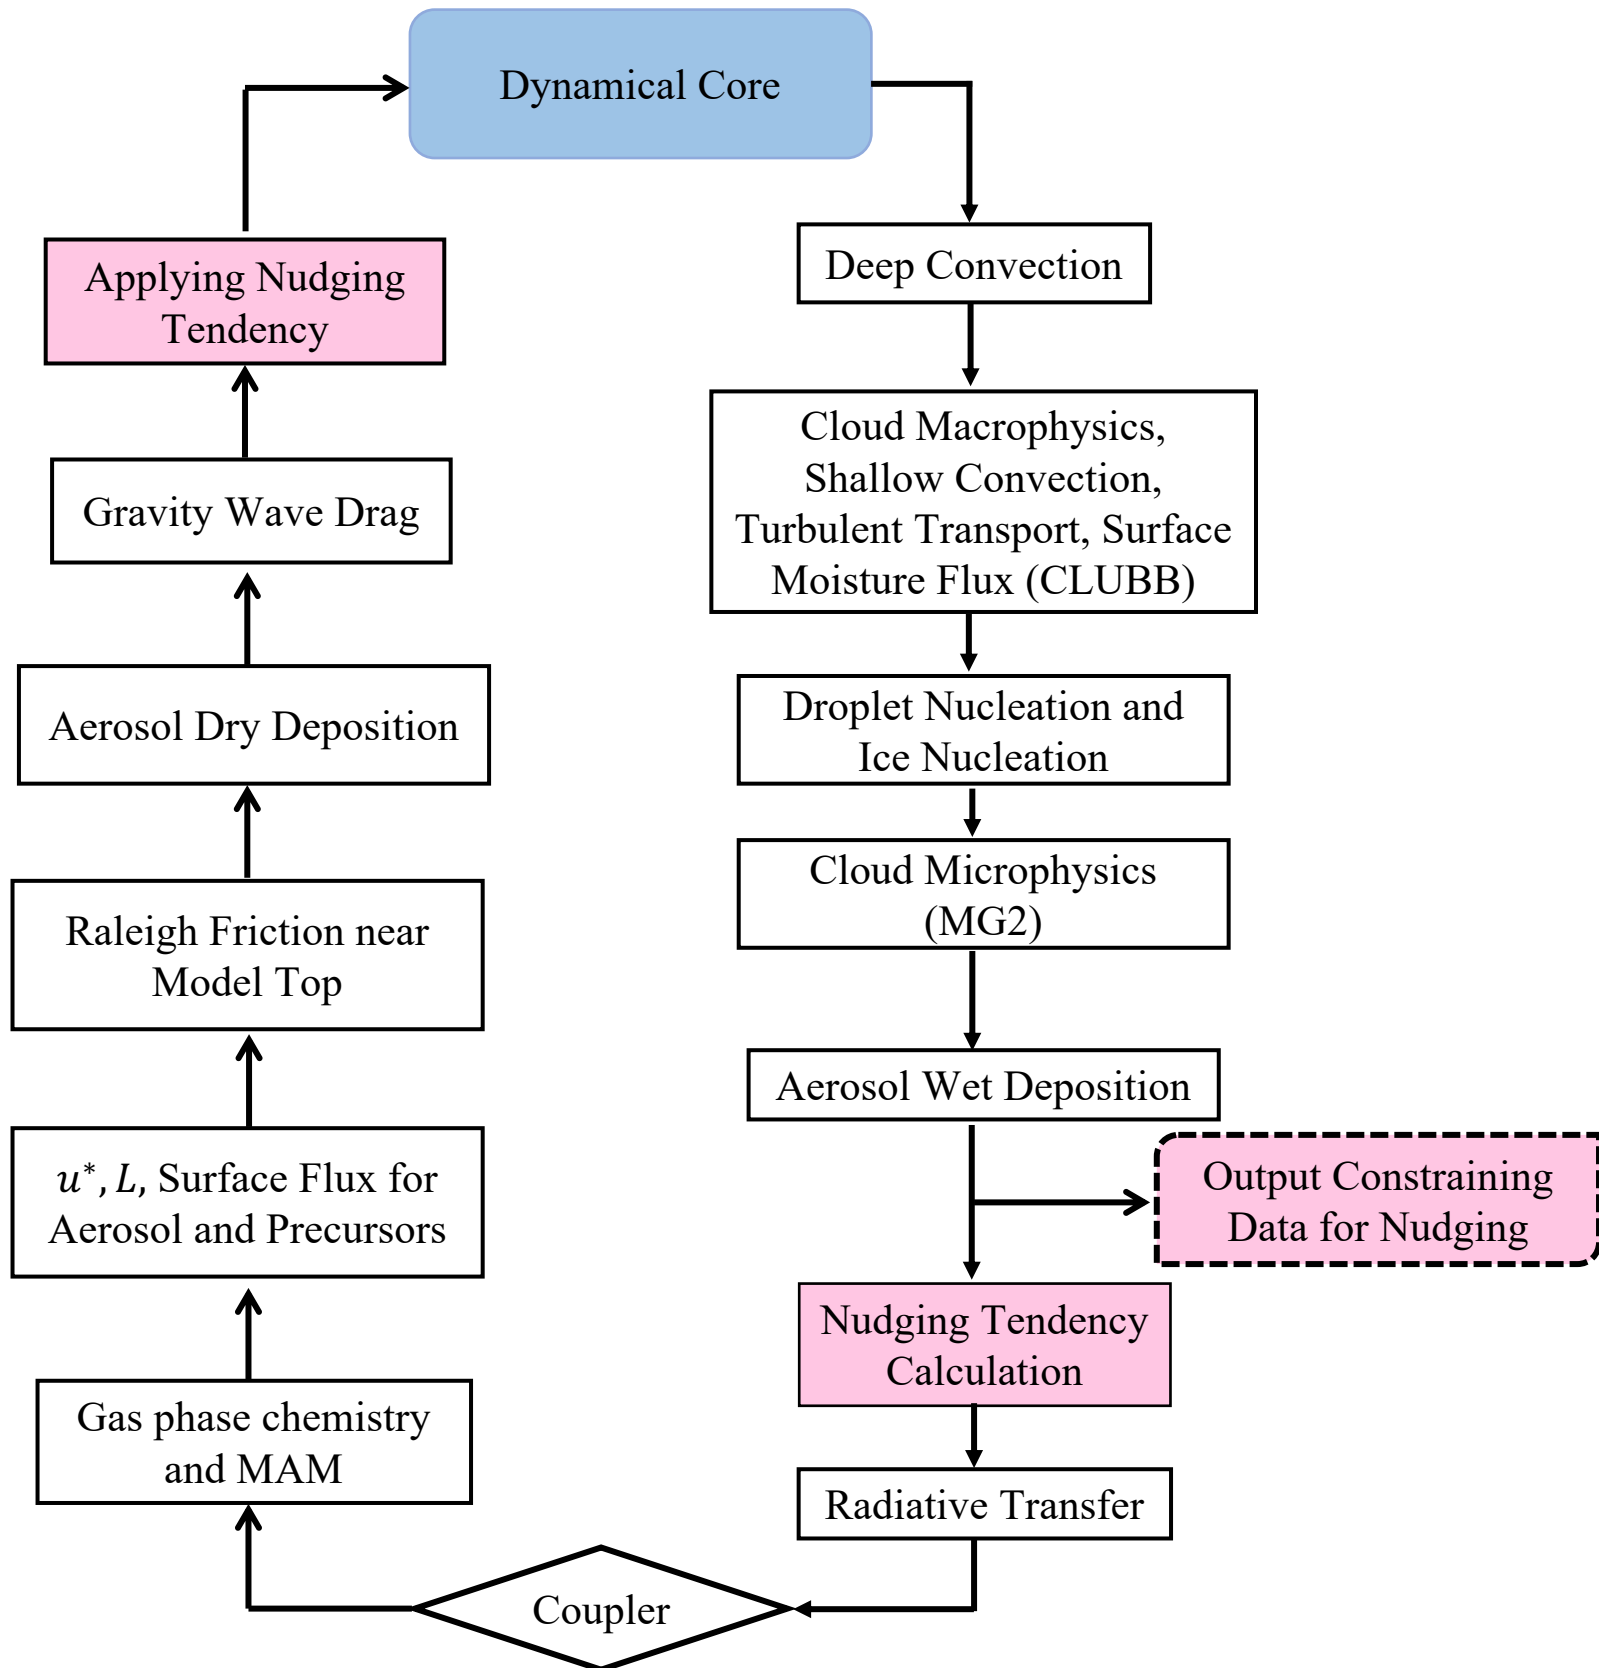 Dynamical Core
Deep Convection
Cloud Macrophysics,
Shallow Convection,
Turbulent Transport, Surface
Moisture Flux (CLUBB)
Droplet Nucleation and
Ice Nucleation
Cloud Microphysics
(MG2)
Aerosol Wet Deposition
Output Constraining
Data for Nudging
Nudging Tendency
Calculation
Radiative Transfer
Coupler
Gas phase chemistry
and MAM
u*, L, Surface Flux for
Aerosol and Precursors
Raleigh Friction near
Model Top
Aerosol Dry Deposition
Gravity Wave Drag
Applying Nudging
Tendency